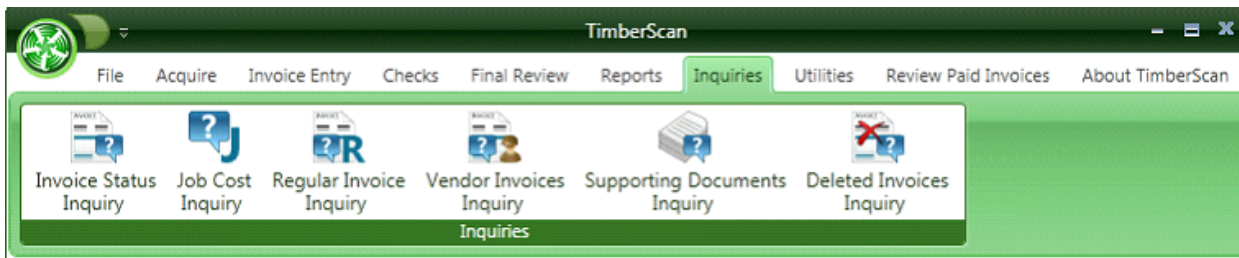 TimberScan
File Acquire Invoice Entry Checks Final Review Reports Inquiries Utilities Review Paid Invoices About TimberScan
Invoice Status Job Cost Regular Invoice Vendor Invoices Supporting Documents Deleted Invoices
Inquiry Inquiry Inquiry Inquiry Inquiry Inquiry
Inquiries